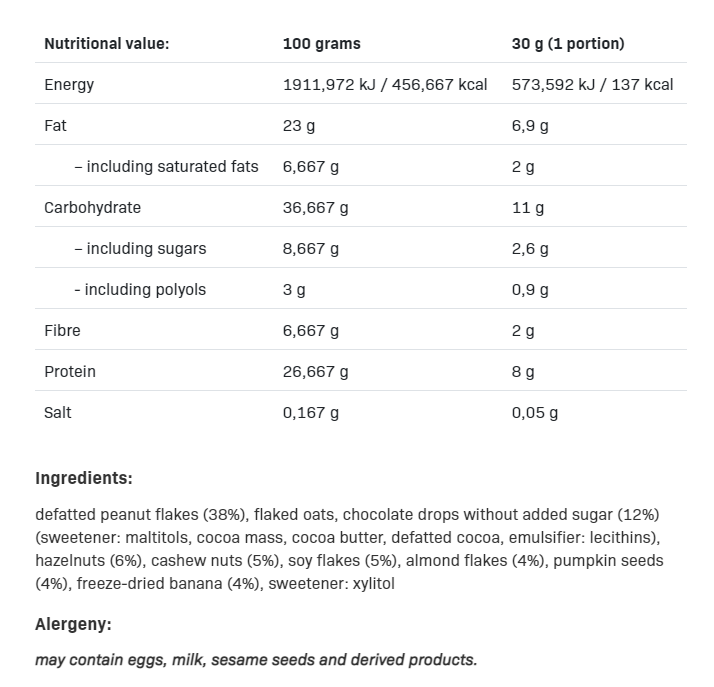 Nutritional value: 100 grams 30 g (1 portion)
Energy 1911,972 kJ / 456,667 kcal 573,592 kJ / 137 kcal
Fat 23 g 6,9 g
– including saturated fats 6,667 g 2 g
Carbohydrate 36,667 g 11 g
– including sugars 8,667 g 2,6 g
- including polyols 3 g 0,9 g
Fibre 6,667 g 2 g
Protein 26,667 g 8 g
Salt 0,167 g 0,05 g
Ingredients:
defatted peanut flakes (38%), flaked oats, chocolate drops without added sugar (12%)
(sweetener: maltitols, cocoa mass, cocoa butter, defatted cocoa, emulsifier: lecithins),
hazelnuts (6%), cashew nuts (5%), soy flakes (5%), almond flakes (4%), pumpkin seeds
(4%), freeze-dried banana (4%), sweetener: xylitol
Alergeny:
may contain eggs, milk, sesame seeds and derived products.